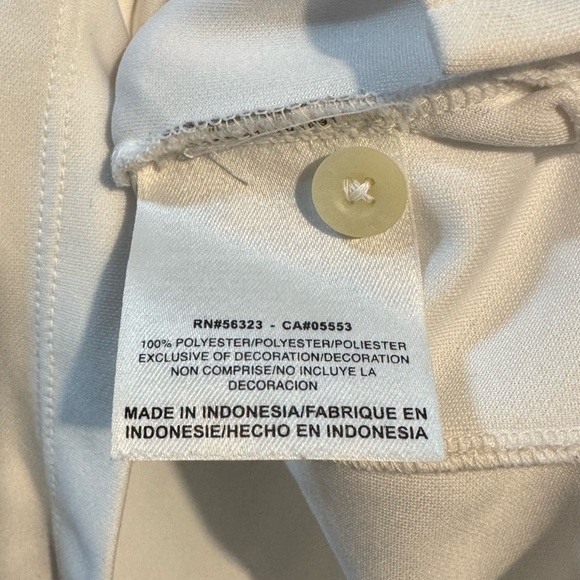 RN#56323 - CA#05553
100% POLYESTER/POLYESTER/POLIESTER
EXCLUSIVE OF DECORATION/DECORATION
NON COMPRISE/NO INCLUYE LA
DECORACION
MADE IN INDONESIA/FABRIQUE EN
INDONESIE/HECHO EN INDONESIA